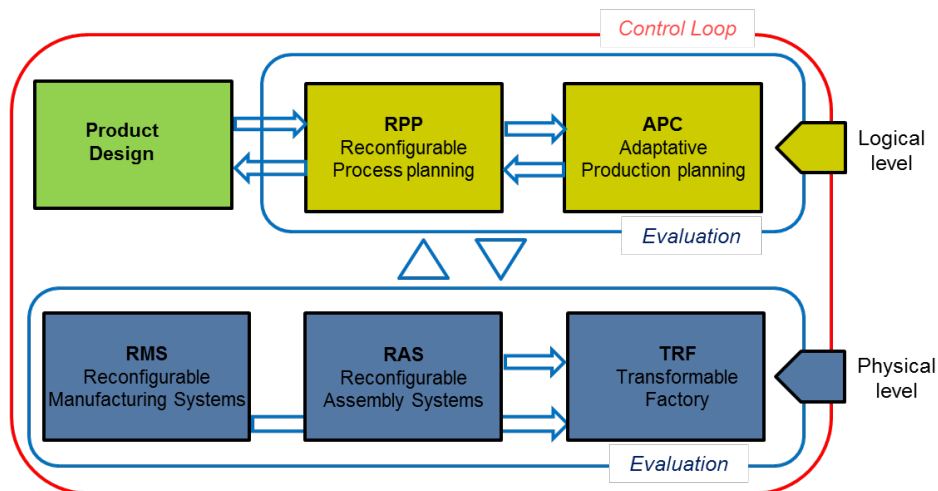 Control Loop
Product
Design
RPP
Reconfigurable
Process planning
APC
Adaptative
Production planning
Logical
level
Evaluation
RMS
Reconfigurable
Manufacturing Systems
RAS
Reconfigurable
Assembly Systems
TRF
Transformable
Factory
Physical
level
Evaluation